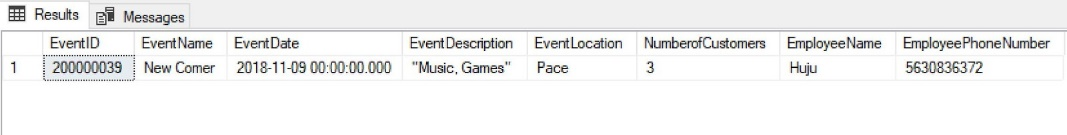 Results Messages
EventID EventName EventDate EventDescription EventLocation NumberofCustomers EmployeeName EmployeePhoneNumber
1 200000039 New Comer 2018-11-09 00:00:00.000 "Music, Games" Pace 3 Huju 5630836372